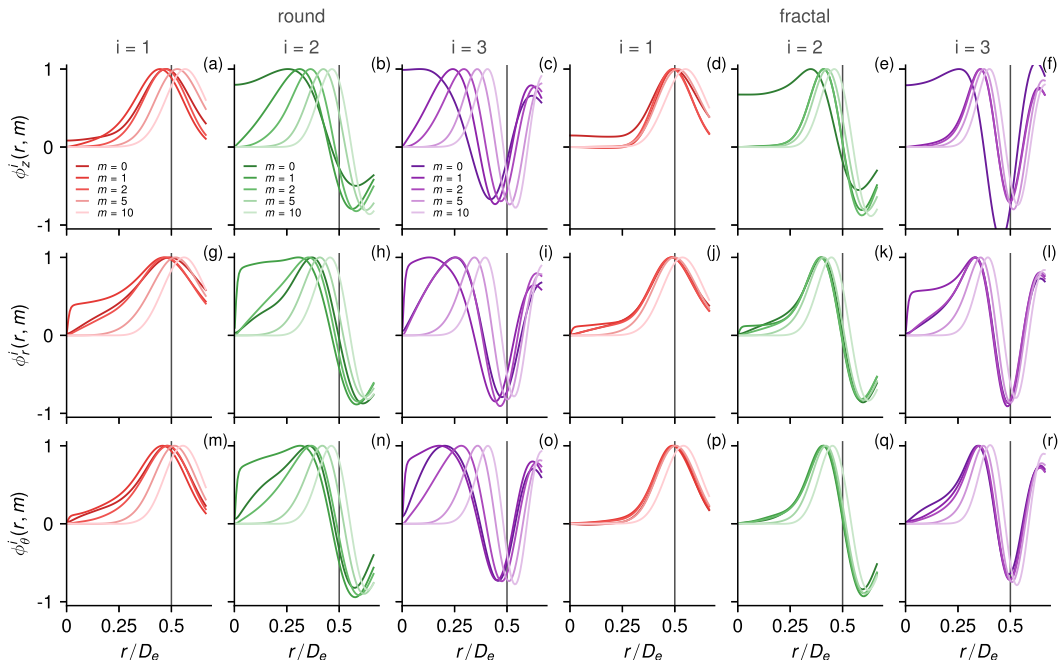 round fractal
i = 1 i = 2 i = 3 i = 1 i = 2 i = 3
(a) (b) (c) (d) (e) (f)
1
0
-1
ϕ_z^i(r, m)
m = 0 m = 0 m = 0
m = 1 m = 1 m = 1
m = 2 m = 2 m = 2
m = 5 m = 5 m = 5
m = 10 m = 10 m = 10
(g) (h) (i) (j) (k) (l)
1
0
-1
ϕ_r^i(r, m)
(m) (n) (o) (p) (q) (r)
1
0
-1
ϕ_θ^i(r, m)
0 0.25 0.5 0 0.25 0.5 0 0.25 0.5 0 0.25 0.5 0 0.25 0.5 0 0.25 0.5
r/D_e r/D_e r/D_e r/D_e r/D_e r/D_e